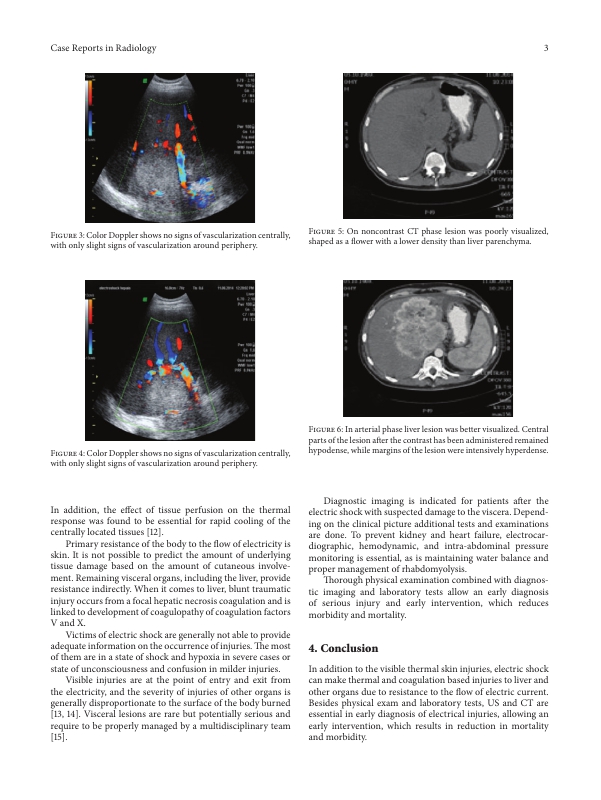 Case Reports in Radiology
3
Figure 3: Color Doppler shows no signs of vascularization centrally,
with only slight signs of vascularization around periphery.
Figure 4: Color Doppler shows no signs of vascularization centrally,
with only slight signs of vascularization around periphery.
In addition, the effect of tissue perfusion on the thermal
response was found to be essential for rapid cooling of the
centrally located tissues [12].
Primary resistance of the body to the flow of electricity is
skin. It is not possible to predict the amount of underlying
tissue damage based on the amount of cutaneous involve-
ment. Remaining visceral organs, including the liver, provide
resistance indirectly. When it comes to liver, blunt traumatic
injury occurs from a focal hepatic necrosis coagulation and is
linked to development of coagulopathy of coagulation factors
V and X.
Victims of electric shock are generally not able to provide
adequate information on the occurrence of injuries. The most
of them are in a state of shock and hypoxia in severe cases or
state of unconsciousness and confusion in milder injuries.
Visible injuries are at the point of entry and exit from
the electricity, and the severity of injuries of other organs is
generally disproportionate to the surface of the body burned
[13, 14]. Visceral lesions are rare but potentially serious and
require to be properly managed by a multidisciplinary team
[15].
Figure 5: On noncontrast CT phase lesion was poorly visualized,
shaped as a flower with a lower density than liver parenchyma.
Figure 6: In arterial phase liver lesion was better visualized. Central
parts of the lesion after the contrast has been administered remained
hypodense, while margins of the lesion were intensively hyperdense.
Diagnostic imaging is indicated for patients after the
electric shock with suspected damage to the viscera. Depend-
ing on the clinical picture additional tests and examinations
are done. To prevent kidney and heart failure, electrocar-
diographic, hemodynamic, and intra-abdominal pressure
monitoring is essential, as is maintaining water balance and
proper management of rhabdomyolysis.
Thorough physical examination combined with diagnos-
tic imaging and laboratory tests allow an early diagnosis
of serious injury and early intervention, which reduces
morbidity and mortality.
4. Conclusion
In addition to the visible thermal skin injuries, electric shock
can make thermal and coagulation based injuries to liver and
other organs due to resistance to the flow of electric current.
Besides physical exam and laboratory tests, US and CT are
essential in early diagnosis of electrical injuries, allowing an
early intervention, which results in reduction in mortality
and morbidity.